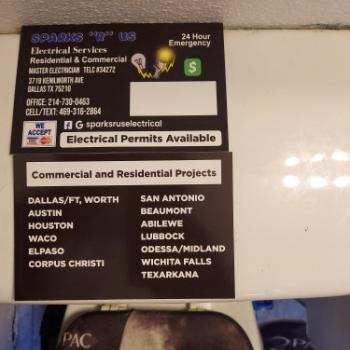 SPARKS "R" US
Electrical Services
24 Hour
Emergency
Residential & Commercial
MASTER ELECTRICIAN TELC #34272
3719 KENILWORTH AVE
DALLAS TX 75210
OFFICE: 214-730-0463
CELL/TEXT: 469-316-2864
$
WE
ACCEPT
f G sparksruselectrical
Electrical Permits Available
Commercial and Residential Projects
DALLAS/FT, WORTH
AUSTIN
HOUSTON
WACO
ELPASO
CORPUS CHRISTI
SAN ANTONIO
BEAUMONT
ABILEWE
LUBBOCK
ODESSA/MIDLAND
WICHITA FALLS
TEXARKANA
PAC
PAC